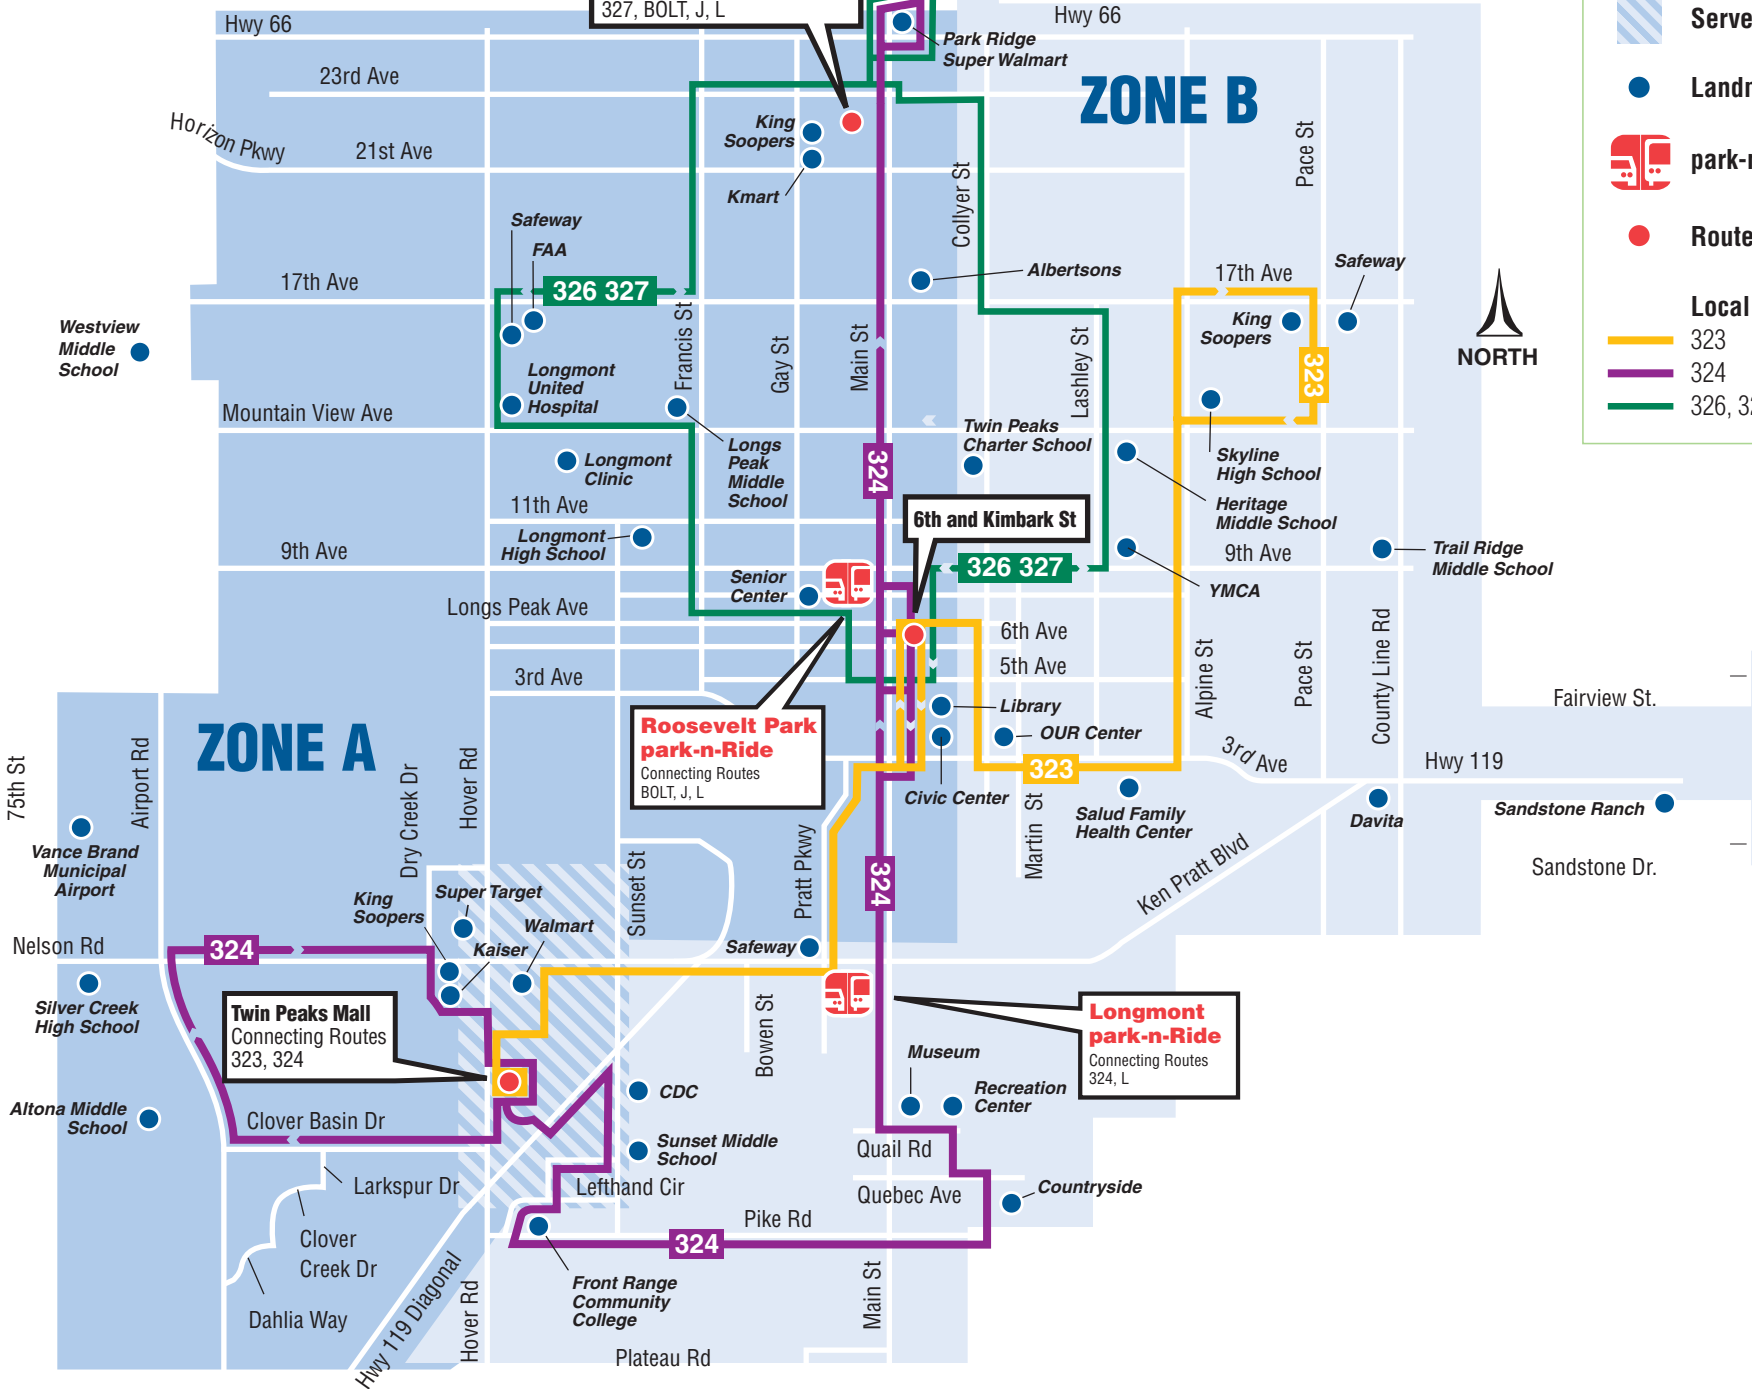 327, BOLT, J, L
Hwy 66
Hwy 66
Park Ridge
Super Walmart
ZONE B
23rd Ave
Horizon Pkwy
21st Ave
King
Soopers
Kmart
Collyer St
Pace St
Safeway
FAA
17th Ave
326 327
Albertsons
17th Ave
Safeway
King
Soopers
323
Westview
Middle
School
Longmont
United
Hospital
Francis St
Gay St
Main St
Lashley St
NORTH
Mountain View Ave
Longs
Peak
Middle
School
Longmont
Clinic
324
Twin Peaks
Charter School
Skyline
High School
Heritage
Middle School
11th Ave
6th and Kimbark St
Longmont
High School
9th Ave
9th Ave
326 327
Trail Ridge
Middle School
YMCA
Senior
Center
Longs Peak Ave
6th Ave
5th Ave
3rd Ave
Alpine St
Pace St
County Line Rd
Fairview St.
Library
OUR Center
Roosevelt Park
park-n-Ride
Connecting Routes
BOLT, J, L
ZONE A
75th St
Airport Rd
Dry Creek Dr
Hover Rd
323
3rd Ave
Hwy 119
Civic Center
Martin St
Salud Family
Health Center
Davita
Sandstone Ranch
Sandstone Dr.
Vance Brand
Municipal
Airport
Pratt Pkwy
324
Ken Pratt Blvd
Sunset St
King
Soopers
Super Target
Kaiser
Walmart
Safeway
Nelson Rd
324
Silver Creek
High School
Twin Peaks Mall
Connecting Routes
323, 324
Bowen St
Longmont
park-n-Ride
Connecting Routes
324, L
Museum
Recreation
Center
CDC
Altona Middle
School
Clover Basin Dr
Sunset Middle
School
Quail Rd
Larkspur Dr
Lefthand Cir
Quebec Ave
Countryside
Pike Rd
324
Clover
Creek Dr
Dahlia Way
Hwy 119 Diagonal
Hover Rd
Front Range
Community
College
Main St
Plateau Rd
Serve
Landm
park-n
Route
Local
323
324
326, 32